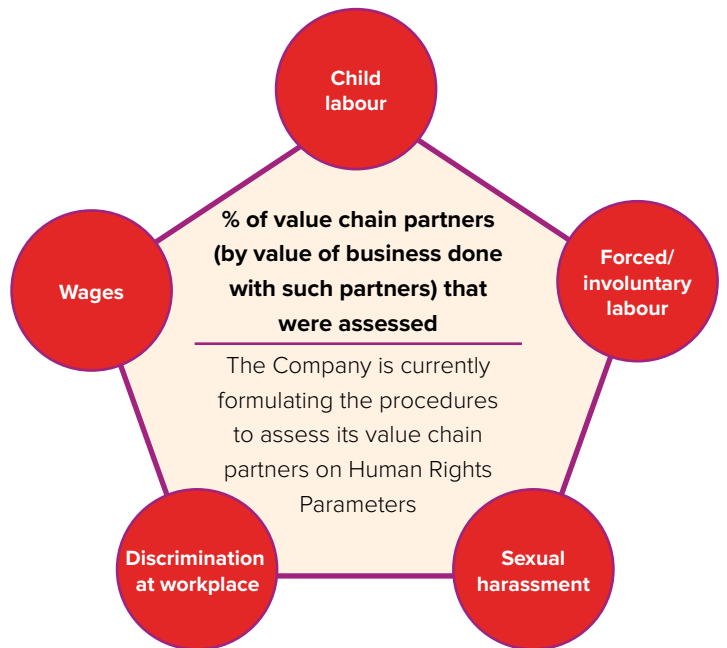 Child
labour
Wages
% of value chain partners
(by value of business done
with such partners) that
were assessed
Forced/
involuntary
labour
The Company is currently
formulating the procedures
to assess its value chain
partners on Human Rights
Parameters
Discrimination
at workplace
Sexual
harassment